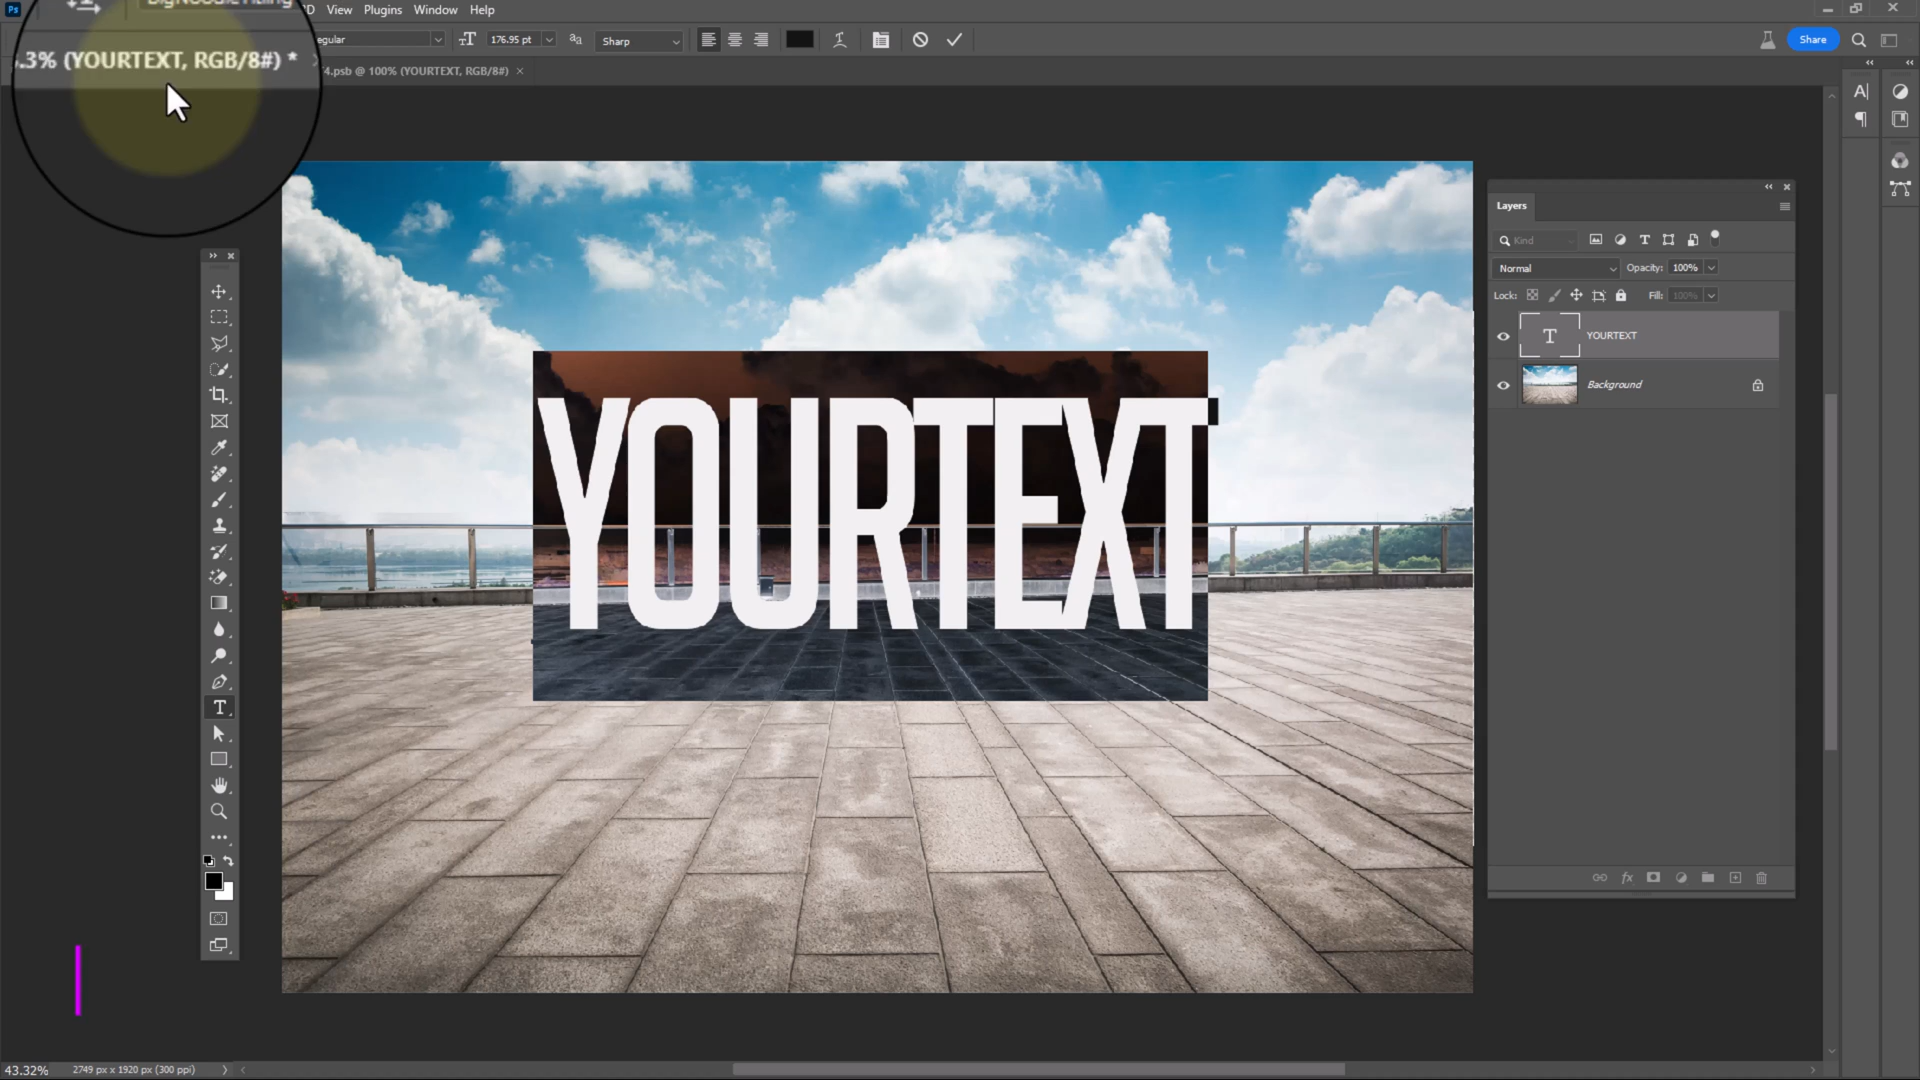 Ps
D View Plugins Window Help
egular
176.95 pt
Sharp
Share
.3% (YOURTEXT, RGB/8#) *
4.psb @ 100% (YOURTEXT, RGB/8#)
Layers
Kind
Normal
Opacity: 100%
Lock:
Fill: 100%
YOURTEXT
Background
YOURTEXT
43.32%
2749 px x 1920 px (300 ppi)